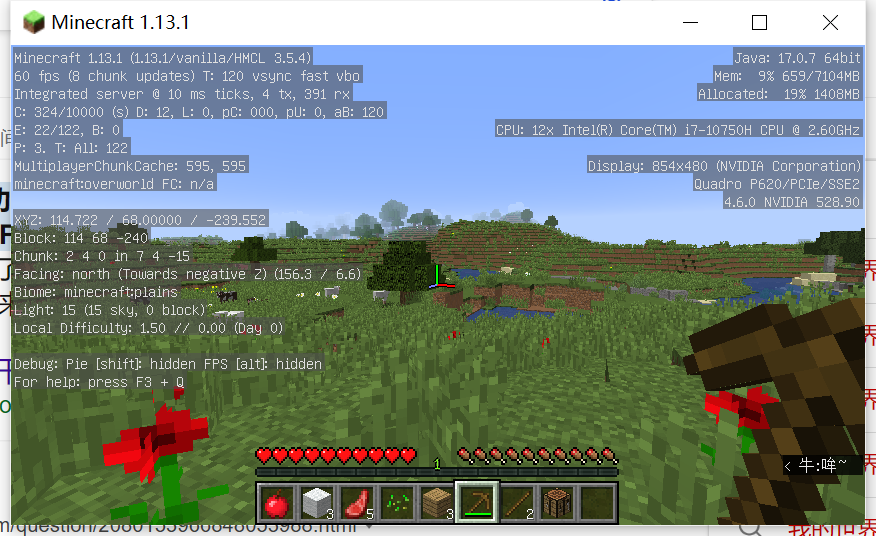 Minecraft 1.13.1
Minecraft 1.13.1 (1.13.1/vanilla/HMCL 3.5.4)
60 fps (8 chunk updates) T: 120 vsync fast vbo
Integrated server @ 10 ms ticks, 4 tx, 391 rx
C: 324/10000 (s) D: 12, L: 0, pC: 000, pU: 0, aB: 120
E: 22/122, B: 0
P: 3. T: All: 122
MultiplayerChunkCache: 595, 595
minecraft:overworld FC: n/a
XYZ: 114.722 / 68.00000 / -239.552
Block: 114 68 -240
Chunk: 2 4 0 in 7 4 -15
Facing: north (Towards negative Z) (156.3 / 6.6)
Biome: minecraft:plains
Light: 15 (15 sky, 0 block)
Local Difficulty: 1.50 // 0.00 (Day 0)
Debug: Pie [shift]: hidden FPS [alt]: hidden
For help: press F3 + Q
Java: 17.0.7 64bit
Mem: 9% 659/7104MB
Allocated: 19% 1408MB
CPU: 12x Intel(R) Core(TM) i7-10750H CPU @ 2.60GHz
Display: 854x480 (NVIDIA Corporation)
Quadro P620/PCIe/SSE2
4.6.0 NVIDIA 528.90
< 牛:哞~
1
3
5
3
2
我的世界